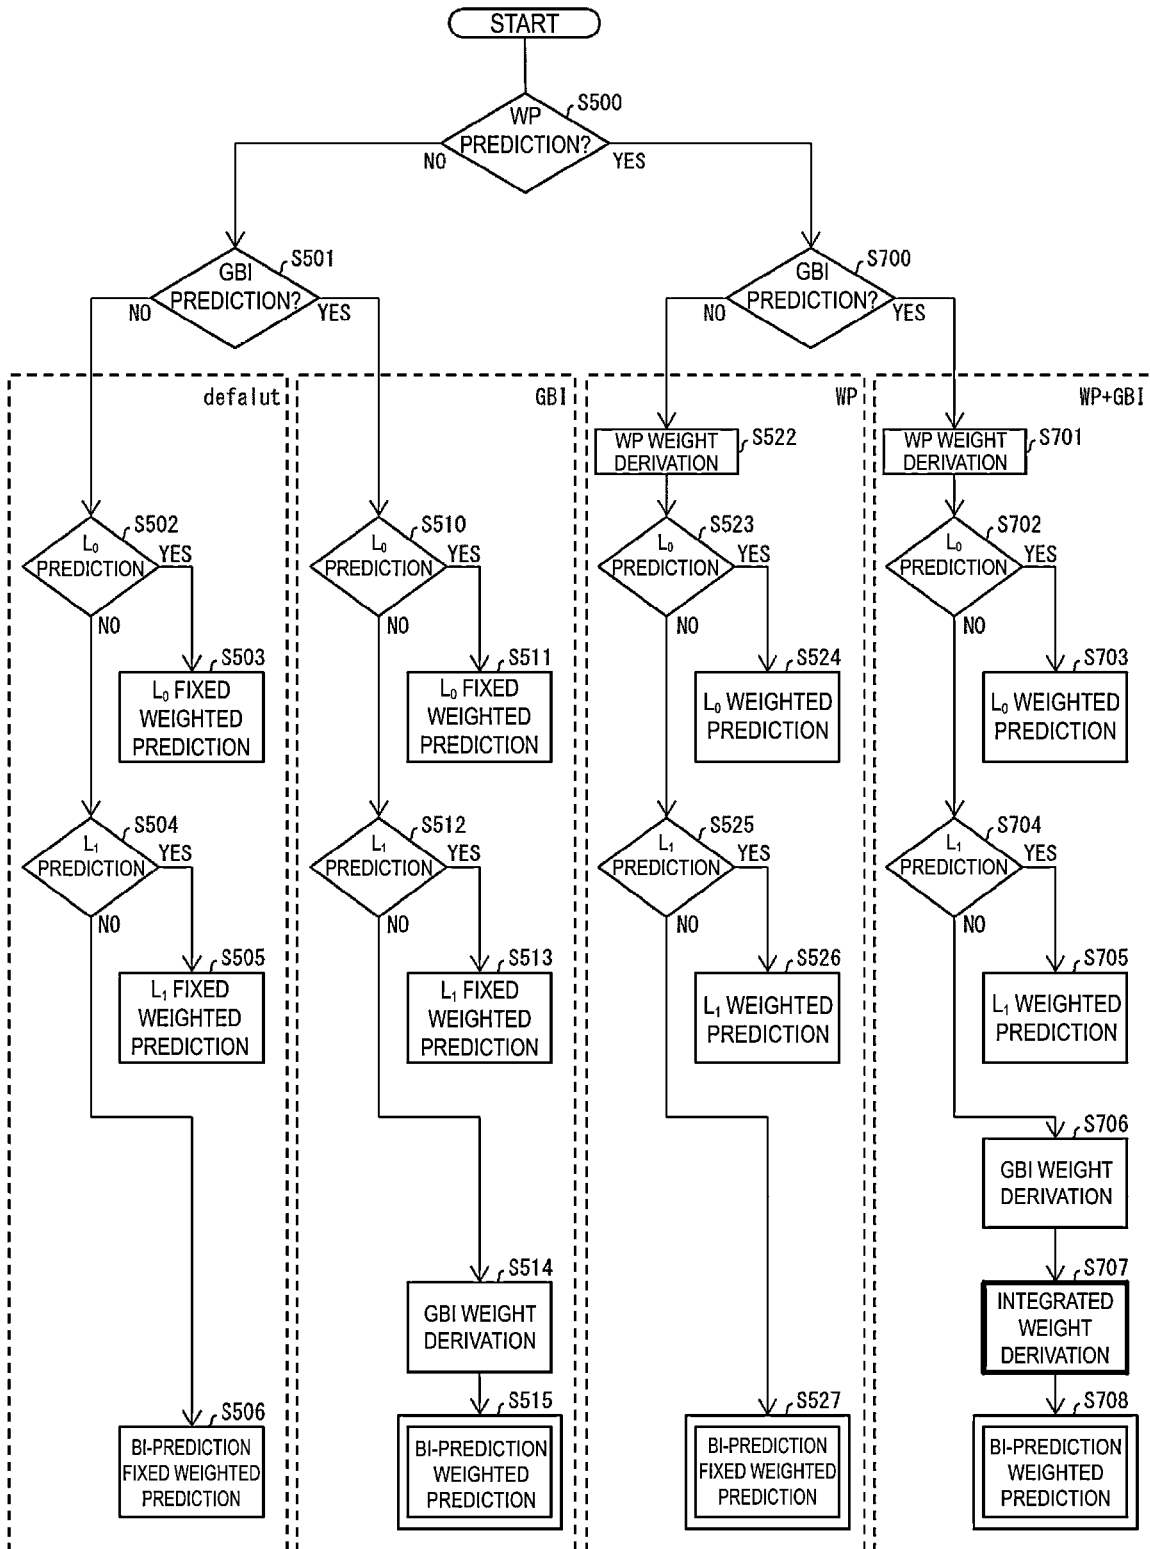 START
S500
WP
PREDICTION?
NO
YES
S501
GBI
PREDICTION?
NO
YES
S700
GBI
PREDICTION?
NO
YES
defalut
GBI
WP
WP+GBI
WP WEIGHT
DERIVATION
S522
WP WEIGHT
DERIVATION
S701
S502
L₀
PREDICTION
YES
NO
S510
L₀
PREDICTION
YES
NO
S523
L₀
PREDICTION
YES
NO
S702
L₀
PREDICTION
YES
NO
S503
L₀ FIXED
WEIGHTED
PREDICTION
S511
L₀ FIXED
WEIGHTED
PREDICTION
S524
L₀ WEIGHTED
PREDICTION
S703
L₀ WEIGHTED
PREDICTION
S504
L₁
PREDICTION
YES
NO
S512
L₁
PREDICTION
YES
NO
S525
L₁
PREDICTION
YES
NO
S704
L₁
PREDICTION
YES
NO
S505
L₁ FIXED
WEIGHTED
PREDICTION
S513
L₁ FIXED
WEIGHTED
PREDICTION
S526
L₁ WEIGHTED
PREDICTION
S705
L₁ WEIGHTED
PREDICTION
S706
GBI WEIGHT
DERIVATION
S514
GBI WEIGHT
DERIVATION
S707
INTEGRATED
WEIGHT
DERIVATION
S506
BI-PREDICTION
FIXED WEIGHTED
PREDICTION
S515
BI-PREDICTION
WEIGHTED
PREDICTION
S527
BI-PREDICTION
FIXED WEIGHTED
PREDICTION
S708
BI-PREDICTION
WEIGHTED
PREDICTION